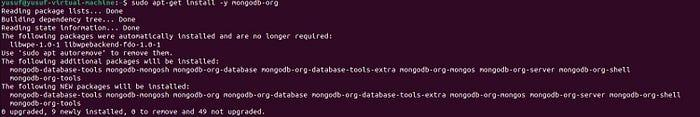 yusuf@yusuf-virtual-machine:~$ sudo apt-get install -y mongodb-org
Reading package lists... Done
Building dependency tree... Done
Reading state information... Done
The following packages were automatically installed and are no longer required:
libwpe-1.0-1 libwpebackend-fdo-1.0-1
Use 'sudo apt autoremove' to remove them.
The following additional packages will be installed:
mongodb-database-tools mongodb-mongosh mongodb-org-database mongodb-org-database-tools-extra mongodb-org-mongos mongodb-org-server mongodb-org-shell
mongodb-org-tools
The following NEW packages will be installed:
mongodb-database-tools mongodb-mongosh mongodb-org mongodb-org-database mongodb-org-database-tools-extra mongodb-org-mongos mongodb-org-server mongodb-org-shell
mongodb-org-tools
0 upgraded, 9 newly installed, 0 to remove and 49 not upgraded.